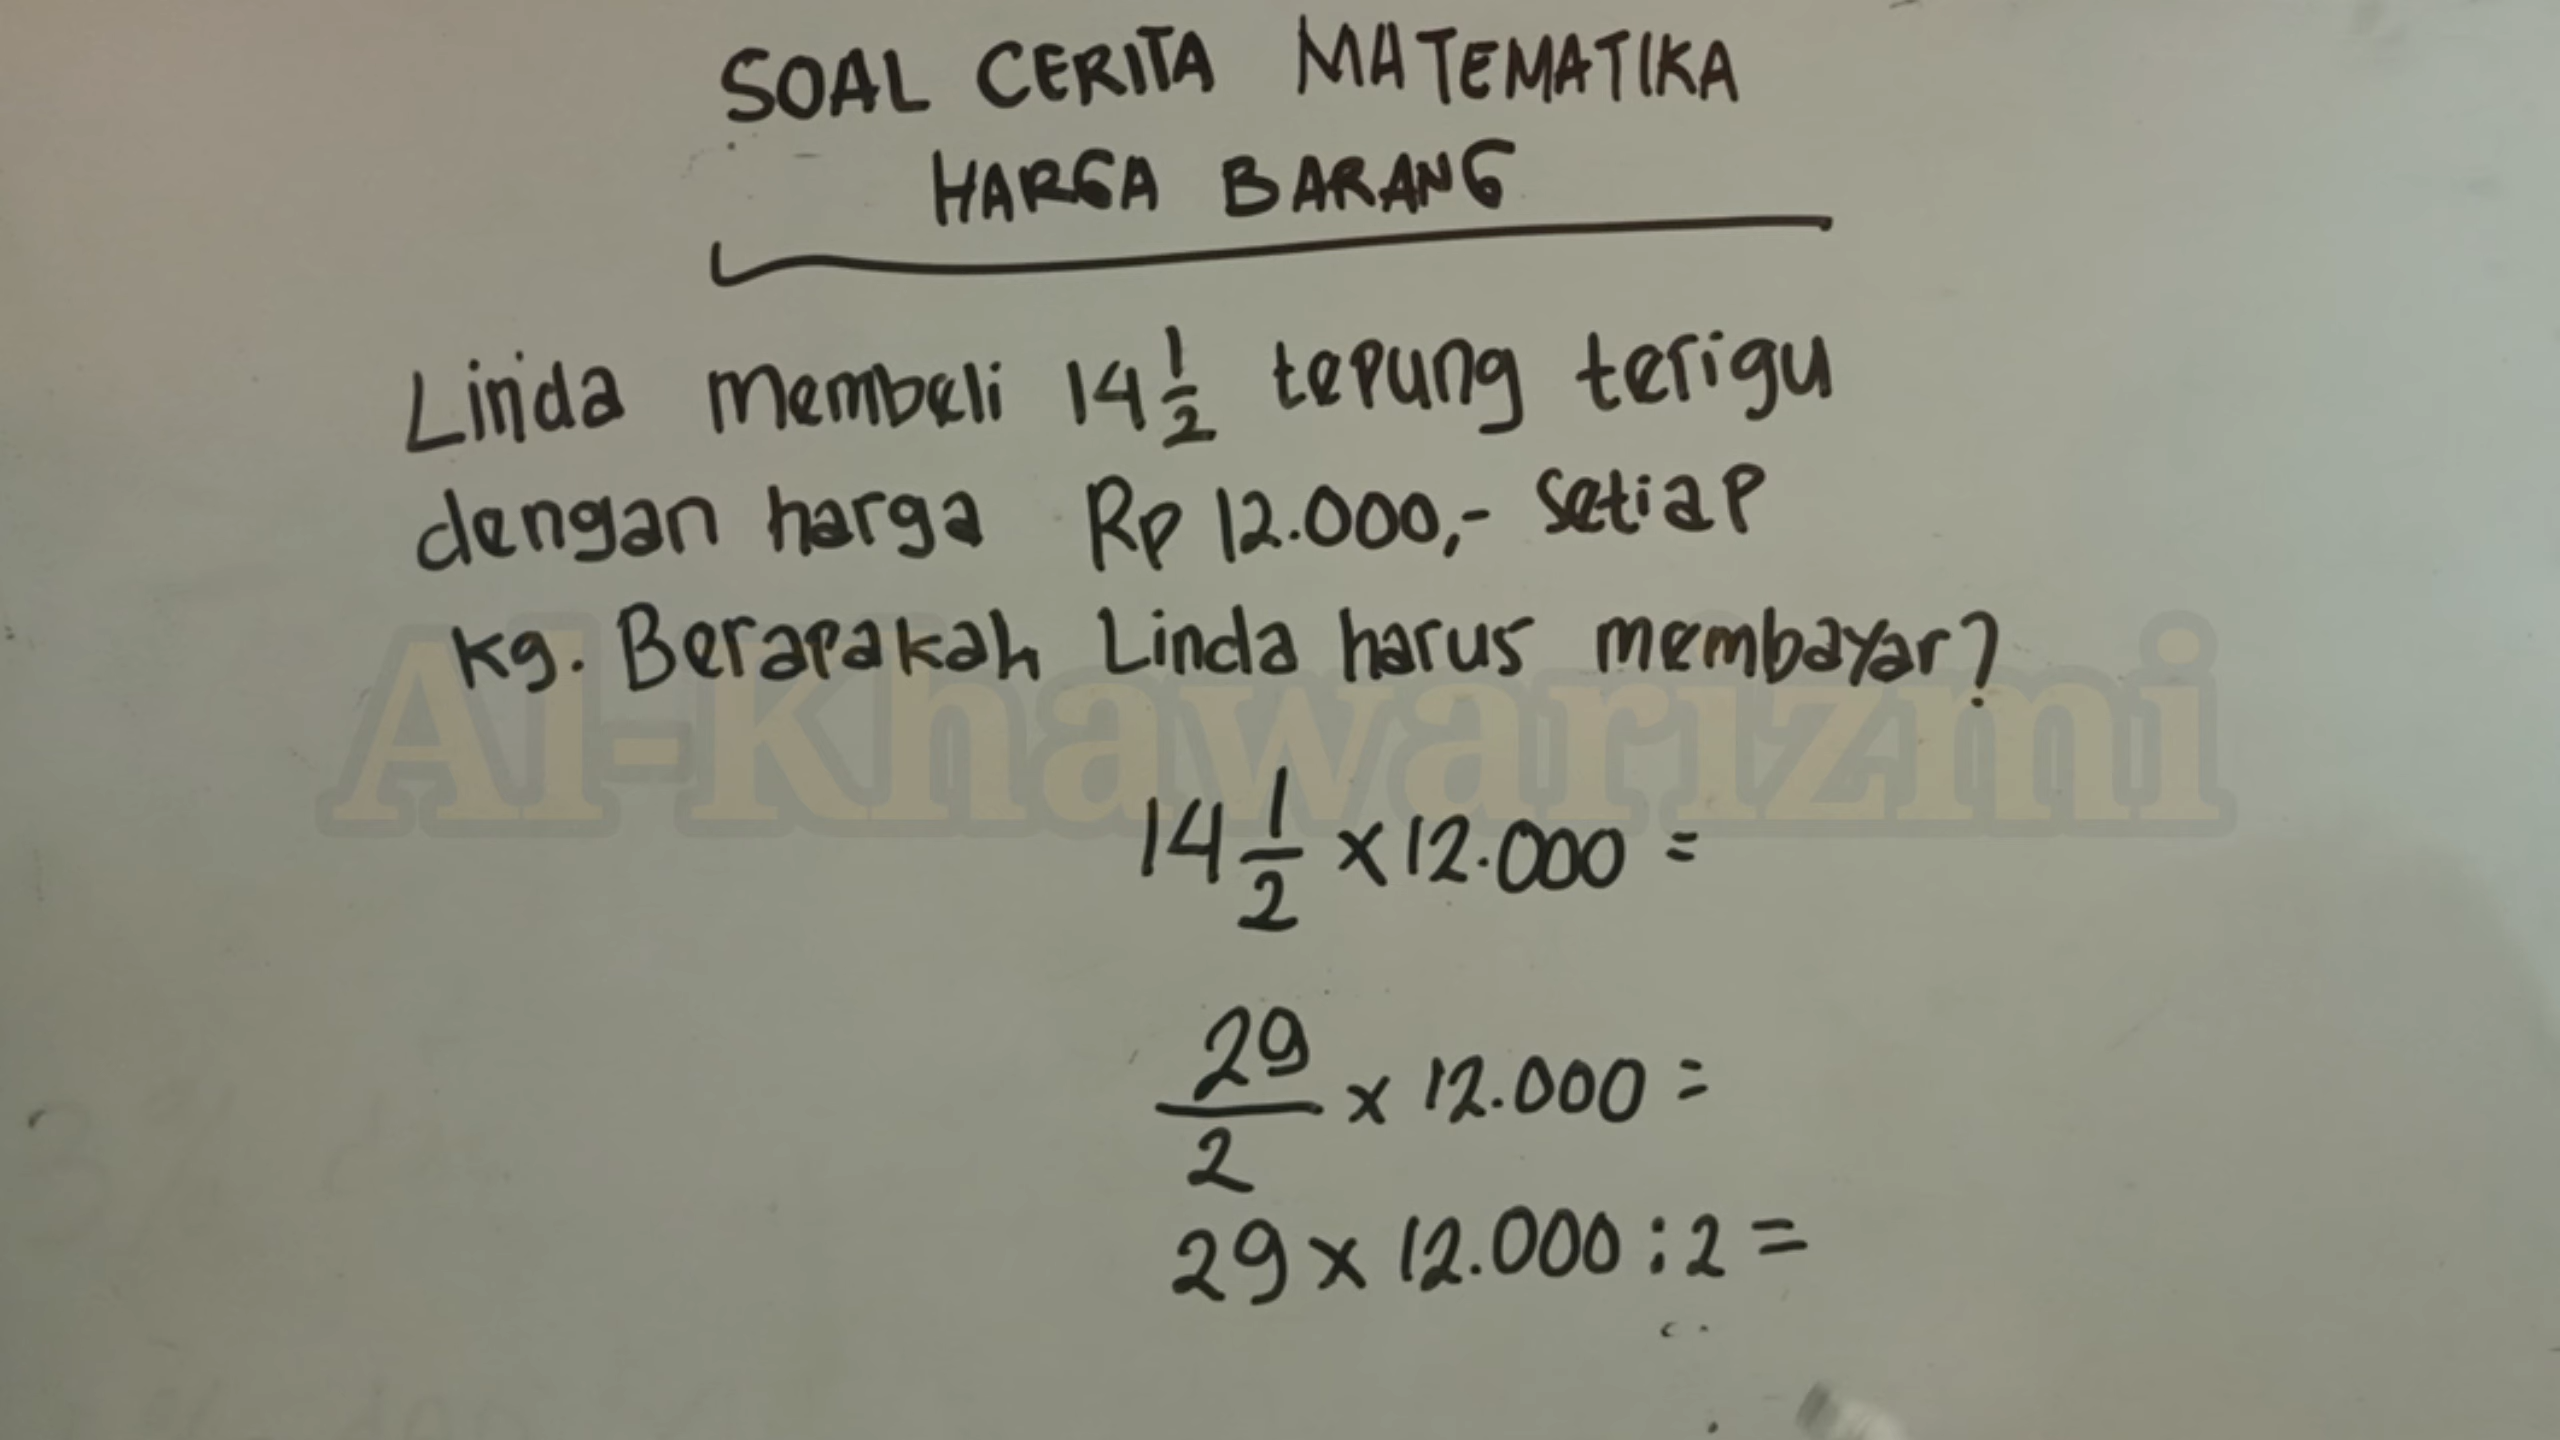 SOAL CERITA MATEMATIKA
HARGA BARANG
Linda membeli 14 1/2 tepung terigu
dengan harga Rp 12.000,- setiap
kg. Berapakah Linda harus membayar?
Al-Khawarizmi
14 1/2 x 12.000 =
29/2 x 12.000 =
29 x 12.000 : 2 =